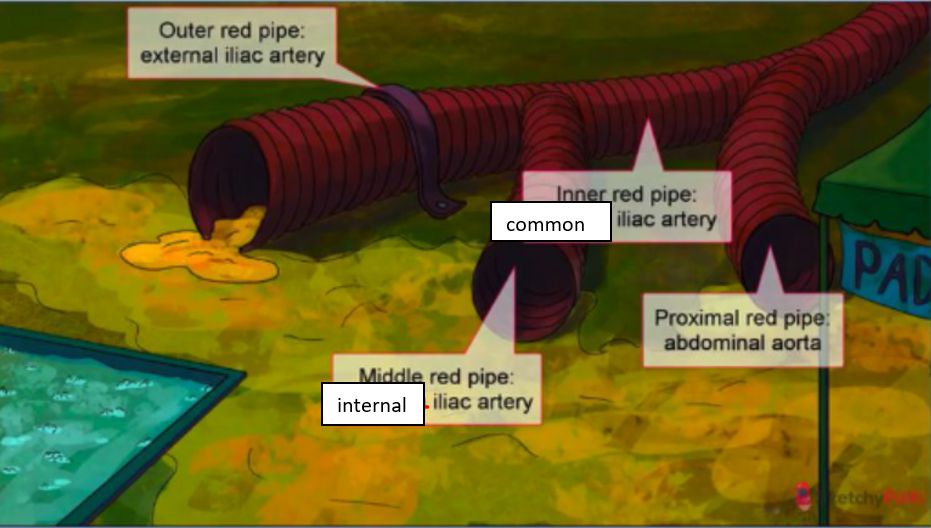 Outer red pipe:
external iliac artery
Inner red pipe:
common iliac artery
PAD
Proximal red pipe:
abdominal aorta
Middle red pipe:
internal iliac artery